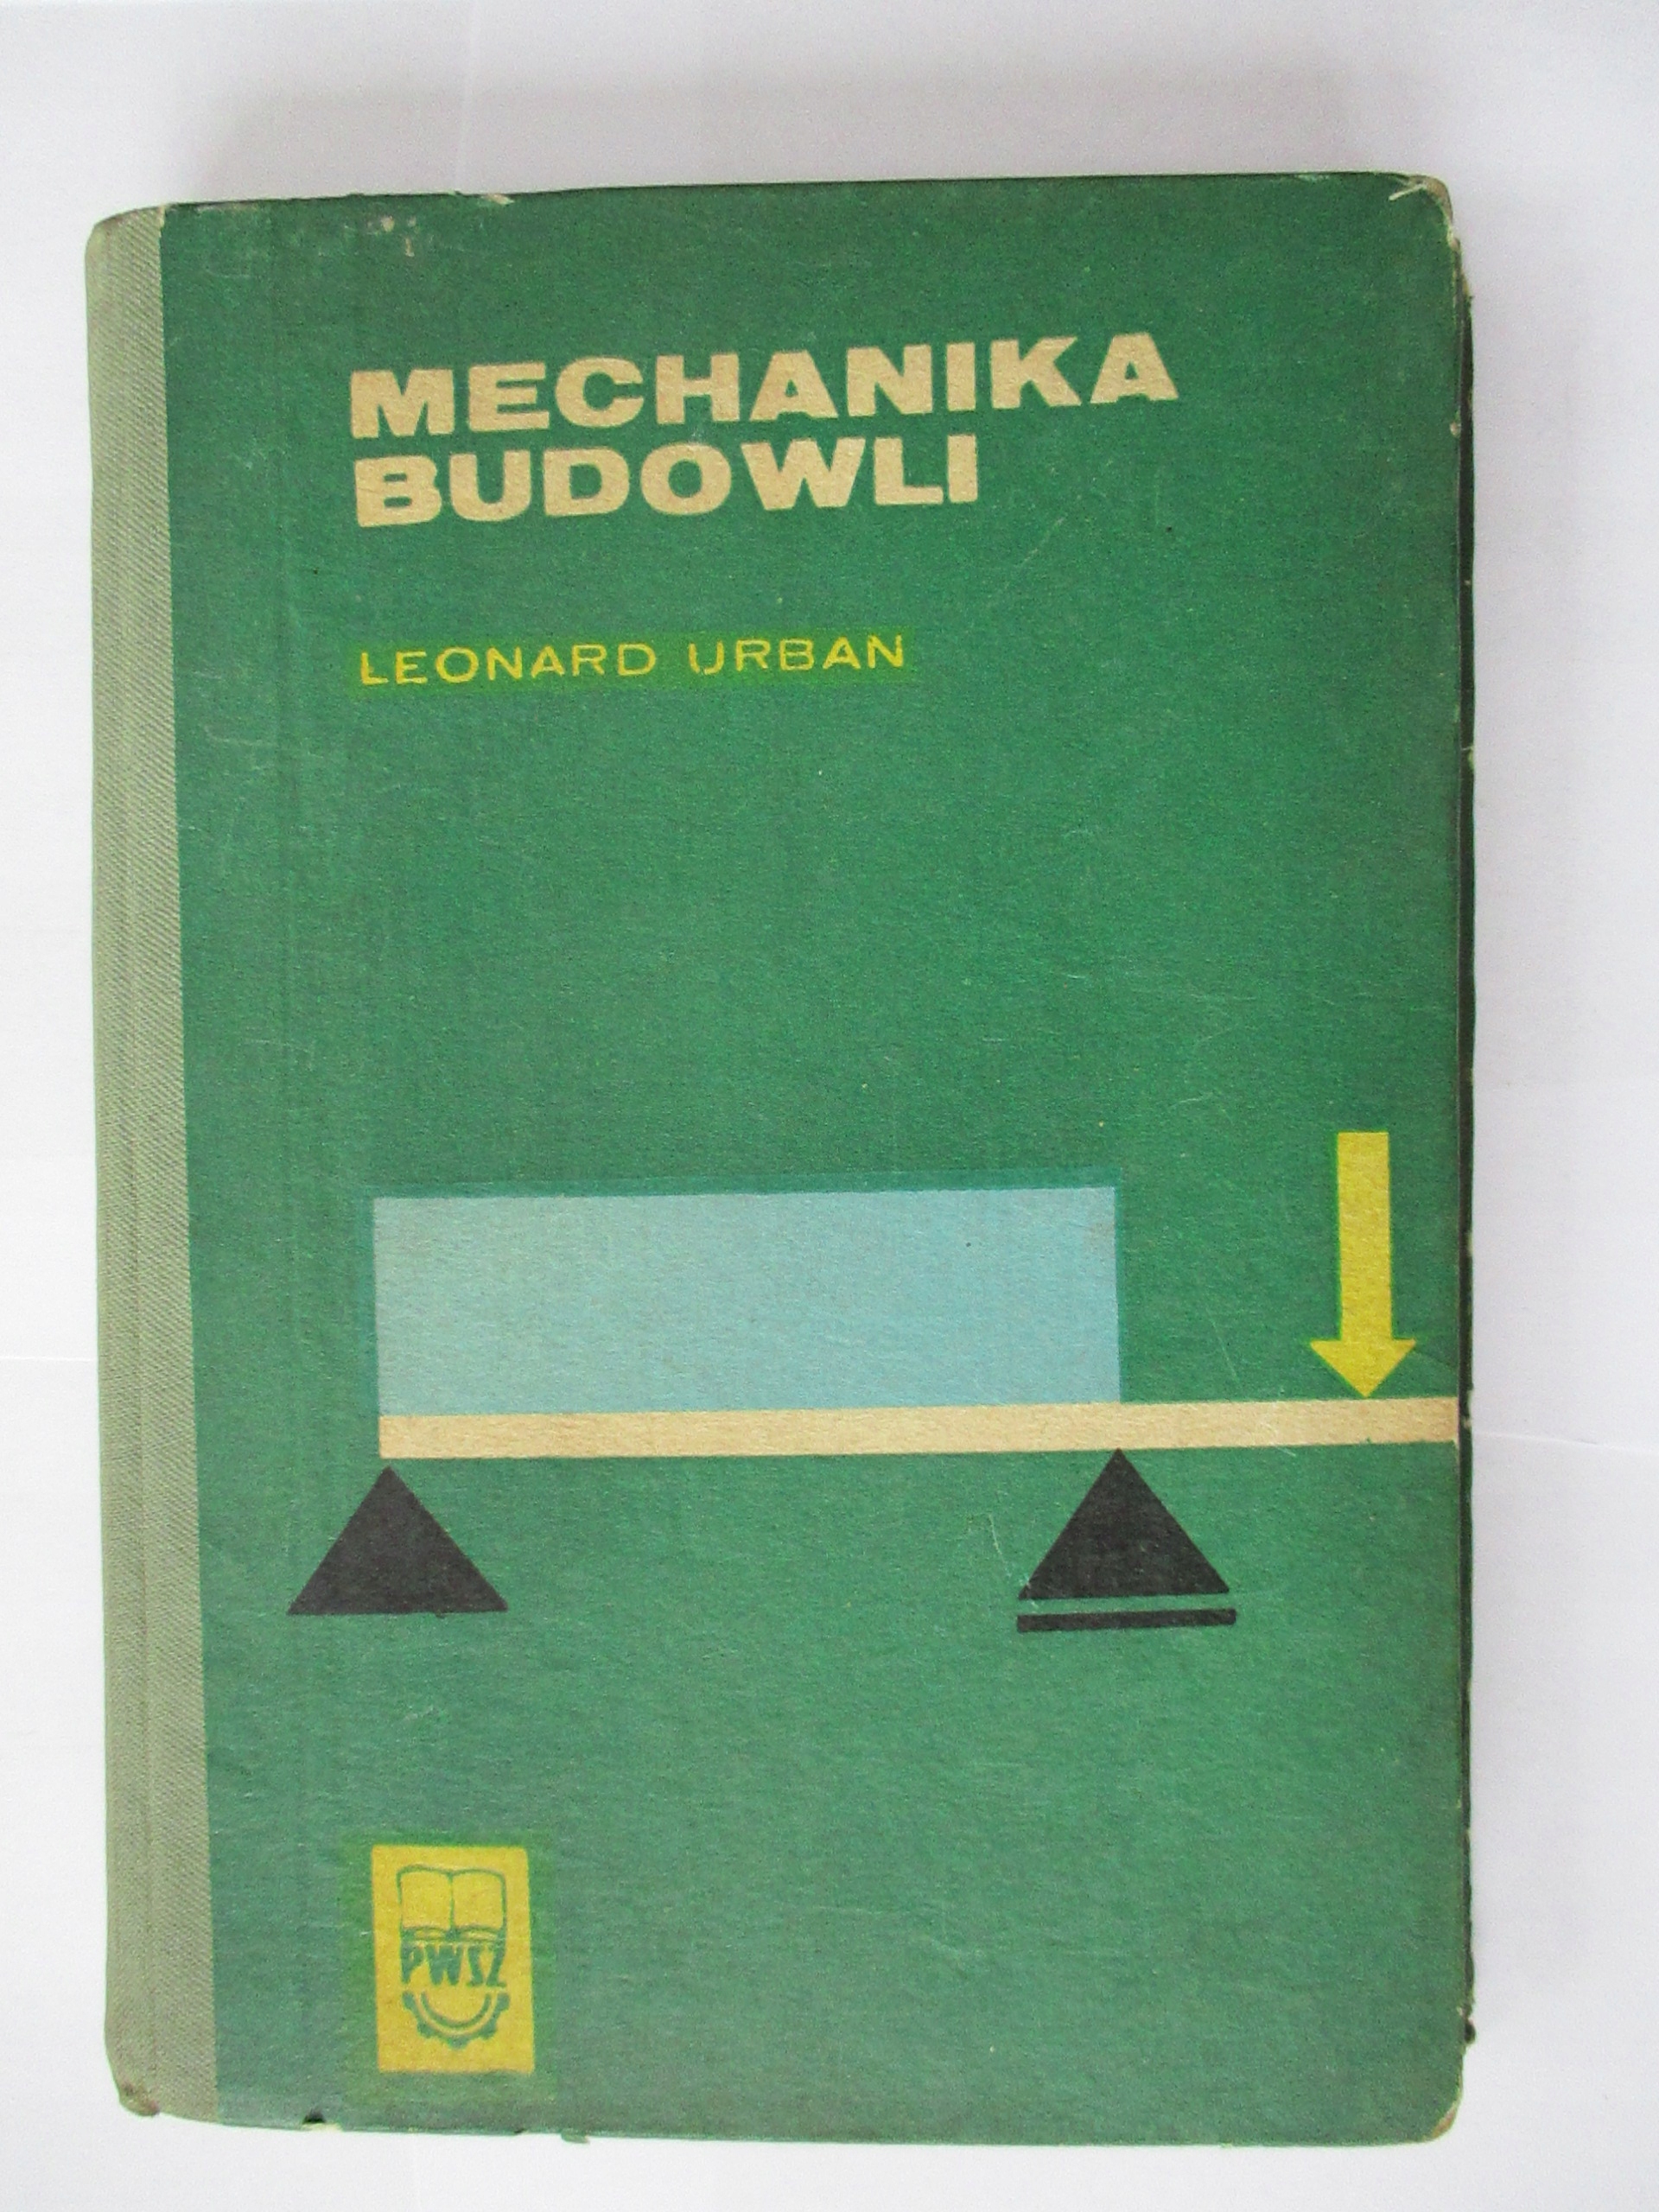 MECHANIKA
BUDOWLI
LEONARD URBAN
PWSZ